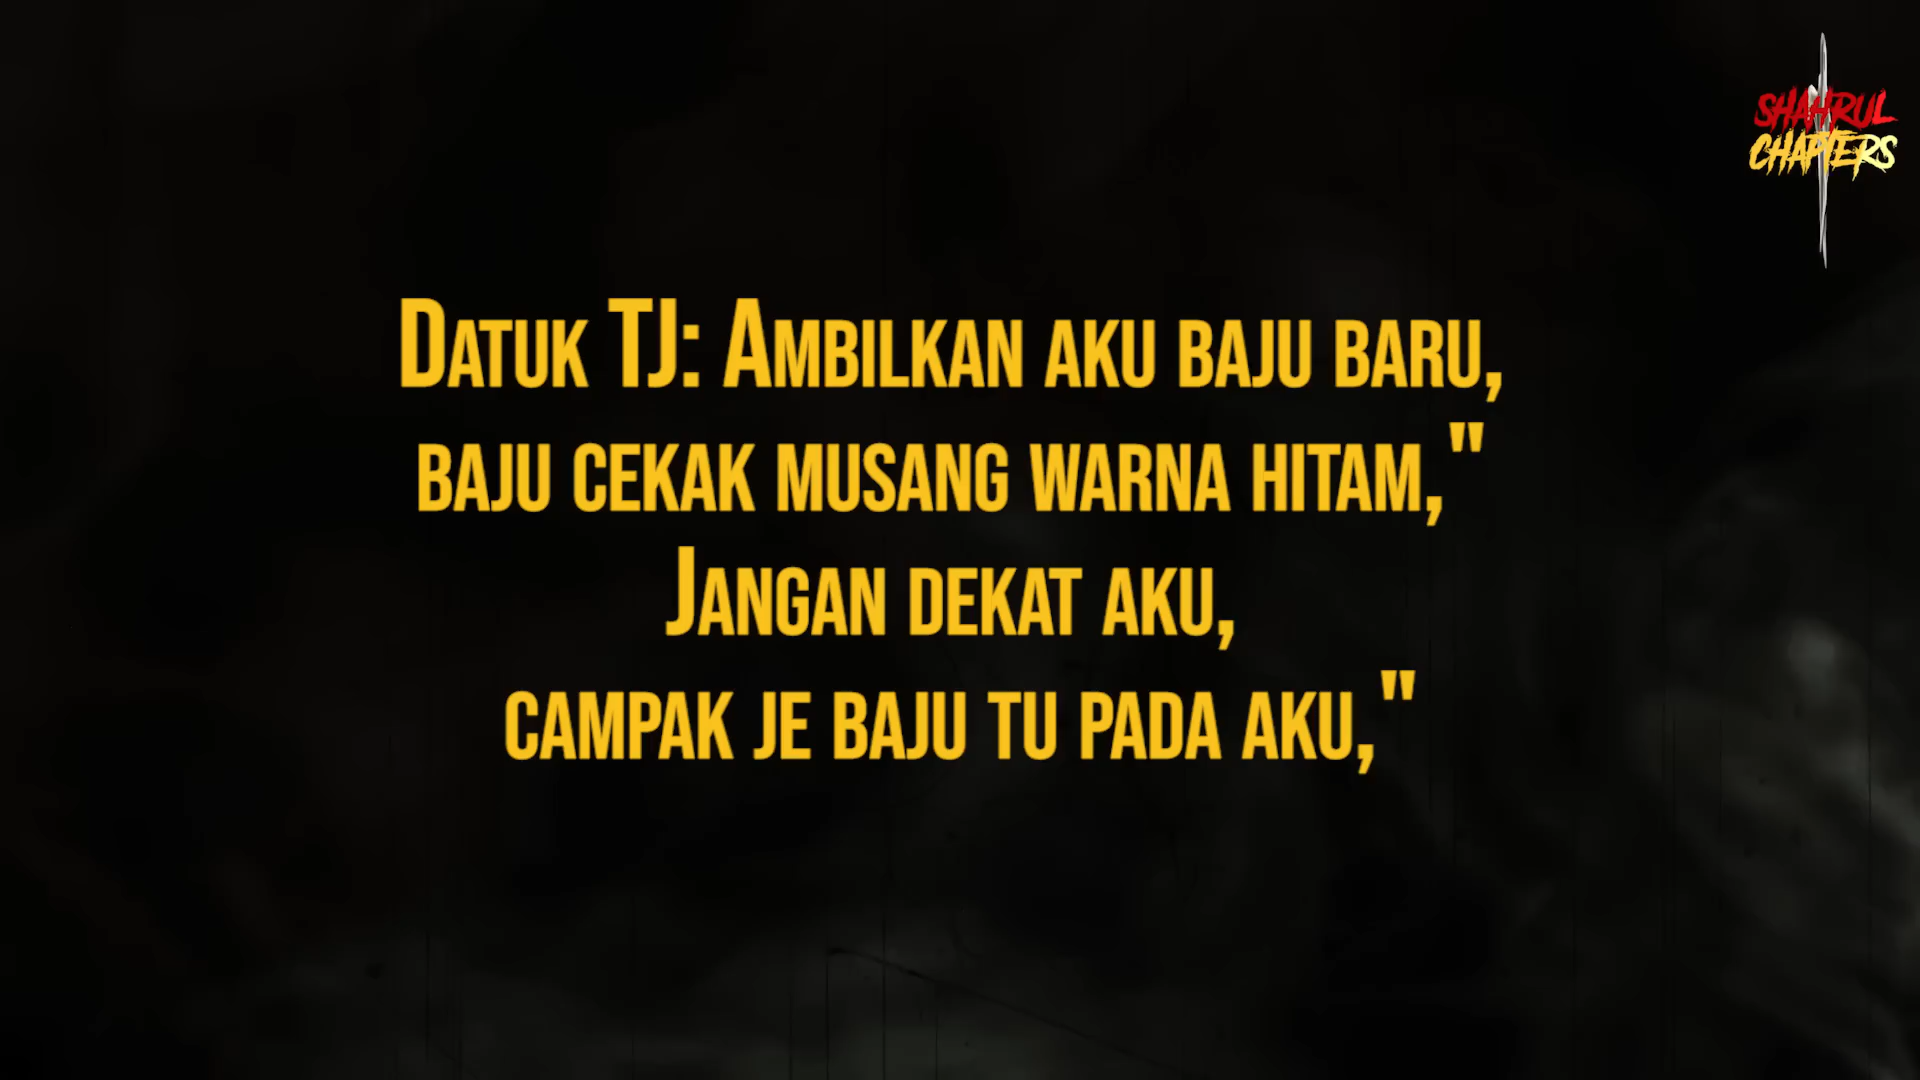 SHAHRUL
CHAPTERS
Datuk TJ: Ambilkan aku baju baru,
baju cekak musang warna hitam,"
Jangan dekat aku,
campak je baju tu pada aku,"